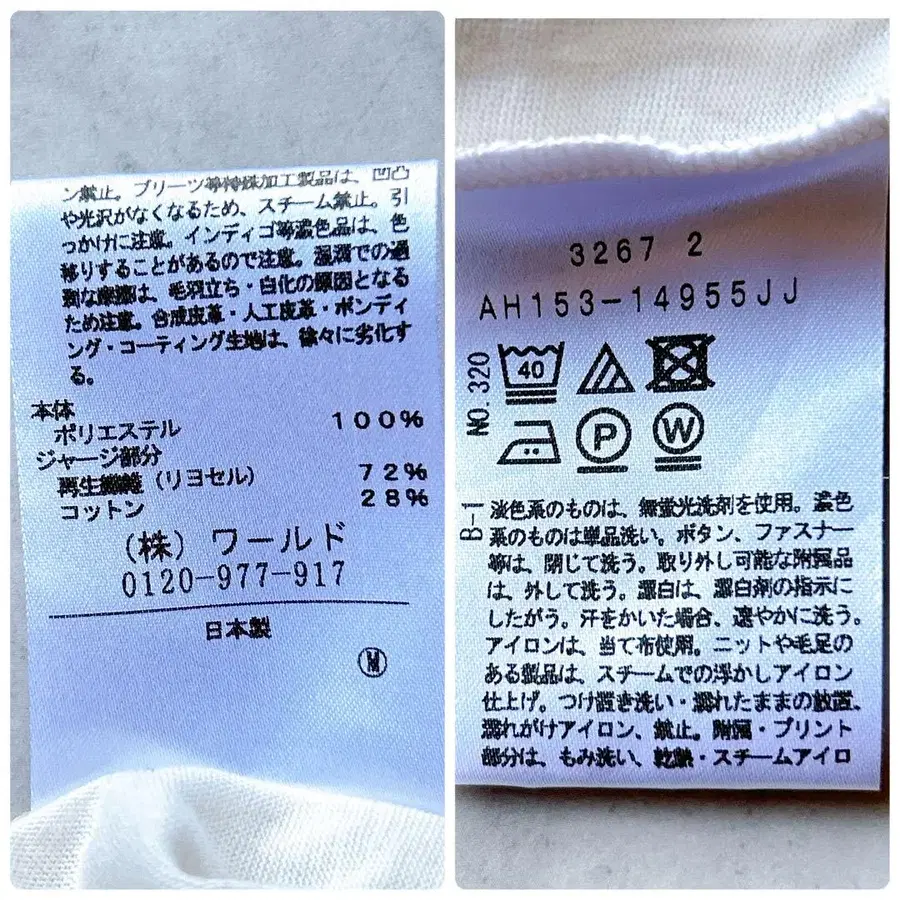 ン禁止。プリーツ等特殊加工製品は、凹凸
や光沢がなくなるため、スチーム禁止。引
っかけに注意。インディゴ等濃色品は、色
移りすることがあるので注意。湿潤での過
剰な摩擦は、毛羽立ち・白化の原因となる
ため注意。合成皮革・人工皮革・ボンディ
ング・コーティング生地は、徐々に劣化す
る。
本体
ポリエステル 100%
ジャージ部分
再生繊維（リヨセル） 72%
コットン 28%
（株）ワールド
0120-977-917
日本製
M
3267 2
AH153-14955JJ
NO.320
40
P
W
B-1
淡色系のものは、無蛍光洗剤を使用。濃色
系のものは単品洗い。ボタン、ファスナー
等は、閉じて洗う。取り外し可能な附属品
は、外して洗う。漂白は、漂白剤の指示に
したがう。汗をかいた場合、速やかに洗う。
アイロンは、当て布使用。ニットや毛足の
ある製品は、スチームでの浮かしアイロン
仕上げ。つけ置き洗い・濡れたままの放置、
濡れがけアイロン、禁止。附属・プリント
部分は、もみ洗い、乾熱・スチームアイロ